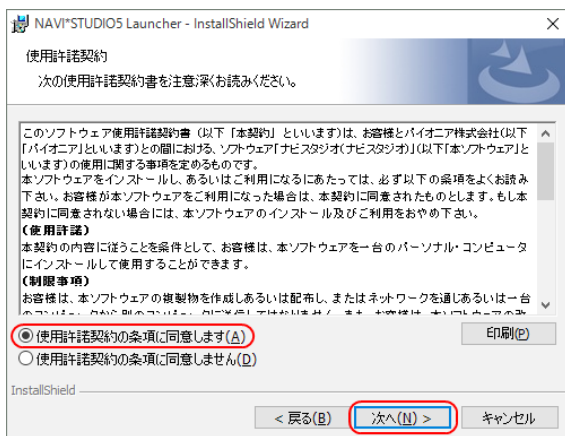 NAVI*STUDIO5 Launcher - InstallShield Wizard
使用許諾契約
次の使用許諾契約書を注意深くお読みください。
このソフトウェア使用許諾契約書（以下「本契約」といいます)は、お客様とパイオニア株式会社(以下
「パイオニア」といいます)との間における、ソフトウェア「ナビスタジオ(ナビスタジオ)」(以下「本ソフトウェア」と
いいます)の使用に関する事項を定めるものです。
本ソフトウェアをインストールし、あるいはご利用になるにあたっては、必ず以下の条項をよくお読み
下さい。お客様が本ソフトウェアをご利用になった場合は、本契約に同意されたものとします。もし本
契約に同意されない場合には、本ソフトウェアのインストール及びご利用をおやめ下さい。
(使用許諾)
本契約の内容に従うことを条件として、お客様は、本ソフトウェアを一台のパーソナル・コンピュータ
にインストールして使用することができます。
(制限事項)
お客様は、本ソフトウェアの複製物を作成しあるいは配布し、またはネットワークを通じあるいは一台
使用許諾契約の条項に同意します(A)
印刷(P)
使用許諾契約の条項に同意しません(D)
InstallShield
< 戻る(B) 次へ(N) > キャンセル